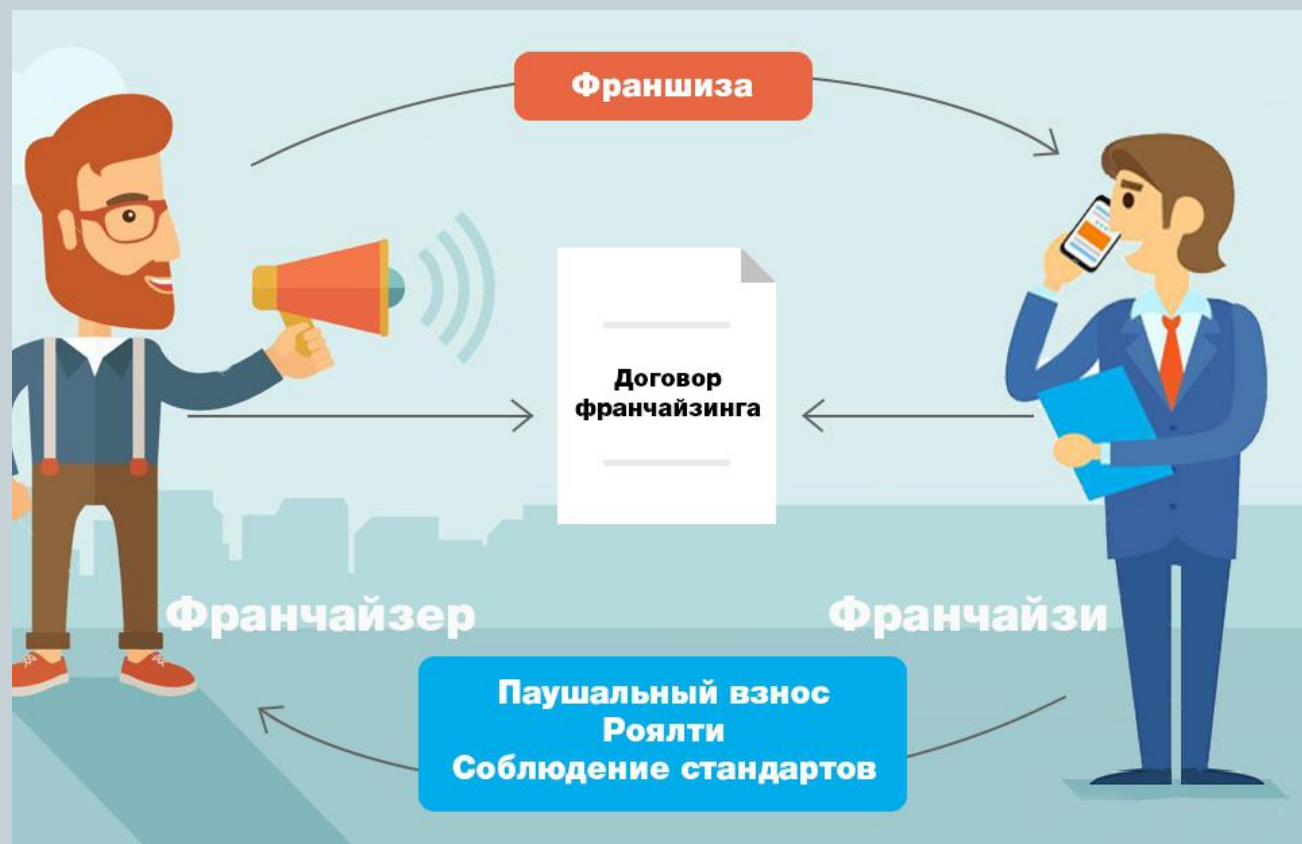 Франшиза
Договор
франчайзинга
Франчайзер
Франчайзи
Паушальный взнос
Роялти
Соблюдение стандартов